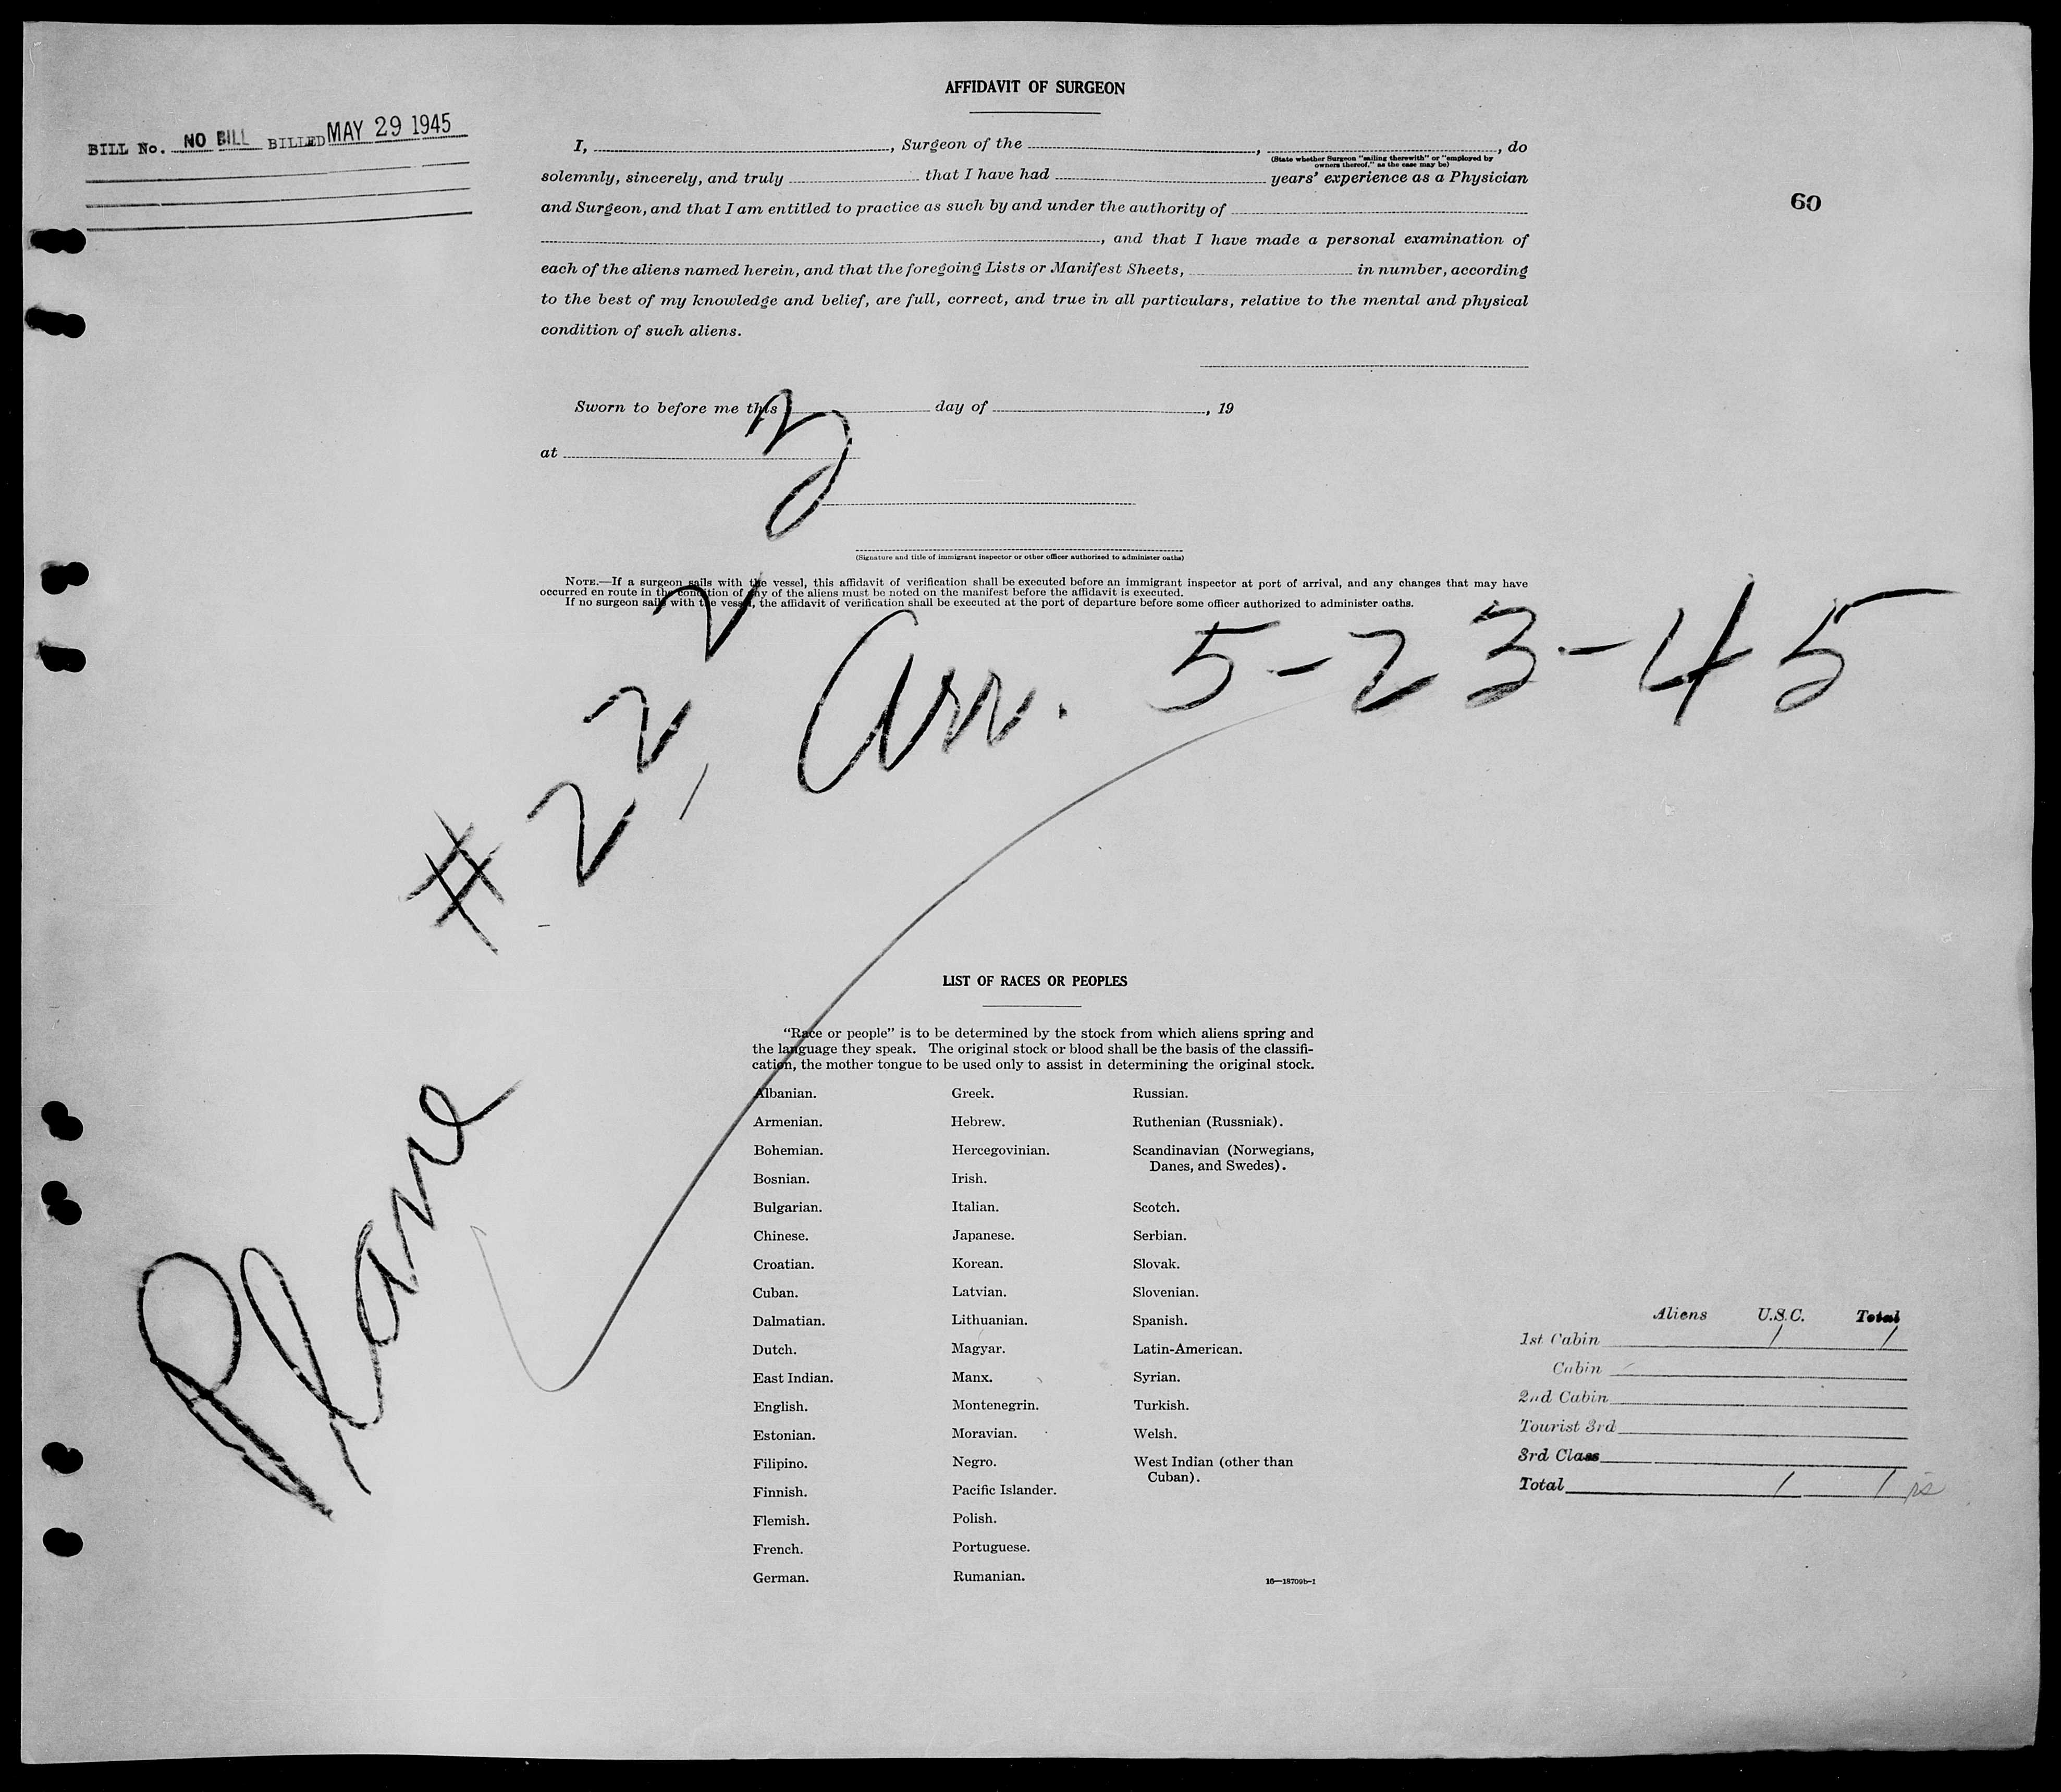 AFFIDAVIT OF SURGEON
BILL No. NO BILL BILLED MAY 29 1945
60
I, , Surgeon of the , , do
(State whether Surgeon "sailing therewith" or "employed by
owners thereof," as the case may be)
solemnly, sincerely, and truly that I have had years' experience as a Physician
and Surgeon, and that I am entitled to practice as such by and under the authority of
, and that I have made a personal examination of
each of the aliens named herein, and that the foregoing Lists or Manifest Sheets, in number, according
to the best of my knowledge and belief, are full, correct, and true in all particulars, relative to the mental and physical
condition of such aliens.
Sworn to before me this day of , 19
at
(Signature and title of immigrant inspector or other officer authorized to administer oaths)
NOTE.—If a surgeon sails with the vessel, this affidavit of verification shall be executed before an immigrant inspector at port of arrival, and any changes that may have
occurred en route in the condition of any of the aliens must be noted on the manifest before the affidavit is executed.
If no surgeon sails with the vessel, the affidavit of verification shall be executed at the port of departure before some officer authorized to administer oaths.
Plane # 222
Arr. 5-23-45
LIST OF RACES OR PEOPLES
"Race or people" is to be determined by the stock from which aliens spring and
the language they speak. The original stock or blood shall be the basis of the classifi-
cation, the mother tongue to be used only to assist in determining the original stock.
Albanian. Greek. Russian.
Armenian. Hebrew. Ruthenian (Russniak).
Bohemian. Hercegovinian. Scandinavian (Norwegians,
Danes, and Swedes).
Bosnian. Irish.
Bulgarian. Italian. Scotch.
Chinese. Japanese. Serbian.
Croatian. Korean. Slovak.
Cuban. Latvian. Slovenian.
Dalmatian. Lithuanian. Spanish.
Dutch. Magyar. Latin-American.
East Indian. Manx. Syrian.
English. Montenegrin. Turkish.
Estonian. Moravian. Welsh.
Filipino. Negro. West Indian (other than
Cuban).
Finnish. Pacific Islander.
Flemish. Polish.
French. Portuguese.
German. Rumanian.
16—18709b-1
Aliens U.S.C. Total
1st Cabin 1 1
Cabin
2nd Cabin
Tourist 3rd
3rd Class
Total 1 1